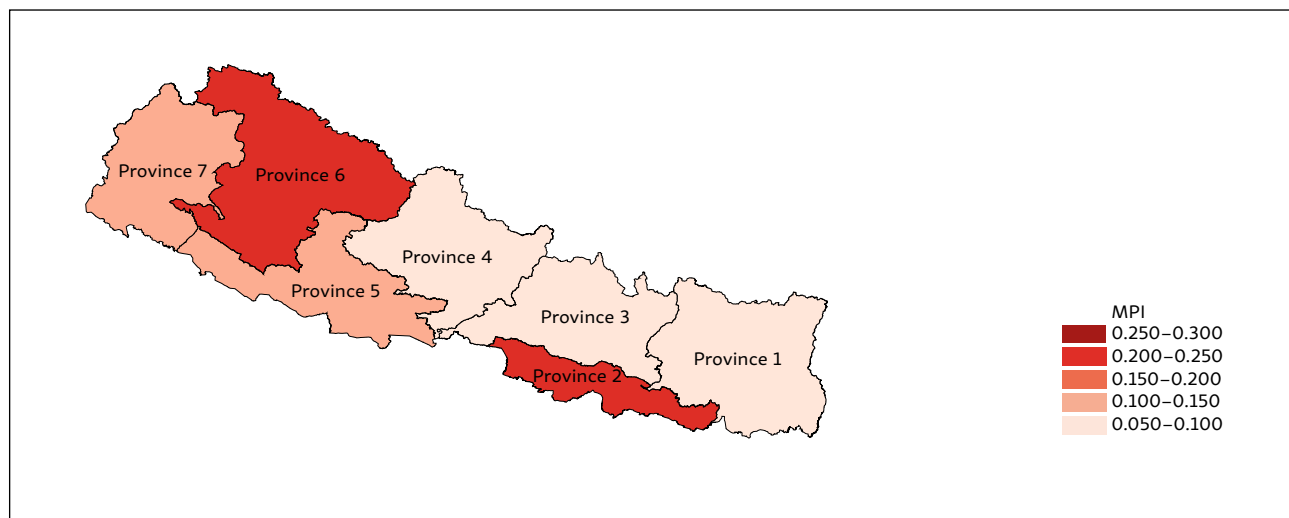 Province 7
Province 6
Province 4
Province 5
Province 3
Province 1
Province 2
MPI
0.250–0.300
0.200–0.250
0.150–0.200
0.100–0.150
0.050–0.100